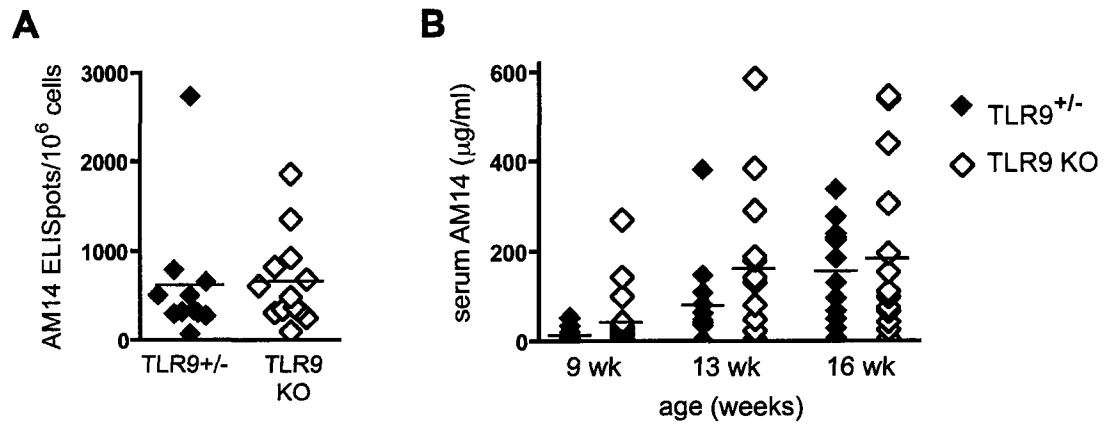 A
AM14 ELISpots/10⁶ cells
3000
2000
1000
0
TLR9+/-
TLR9
KO
B
serum AM14 (µg/ml)
600
400
200
0
9 wk
13 wk
16 wk
age (weeks)
TLR9+/-
TLR9 KO